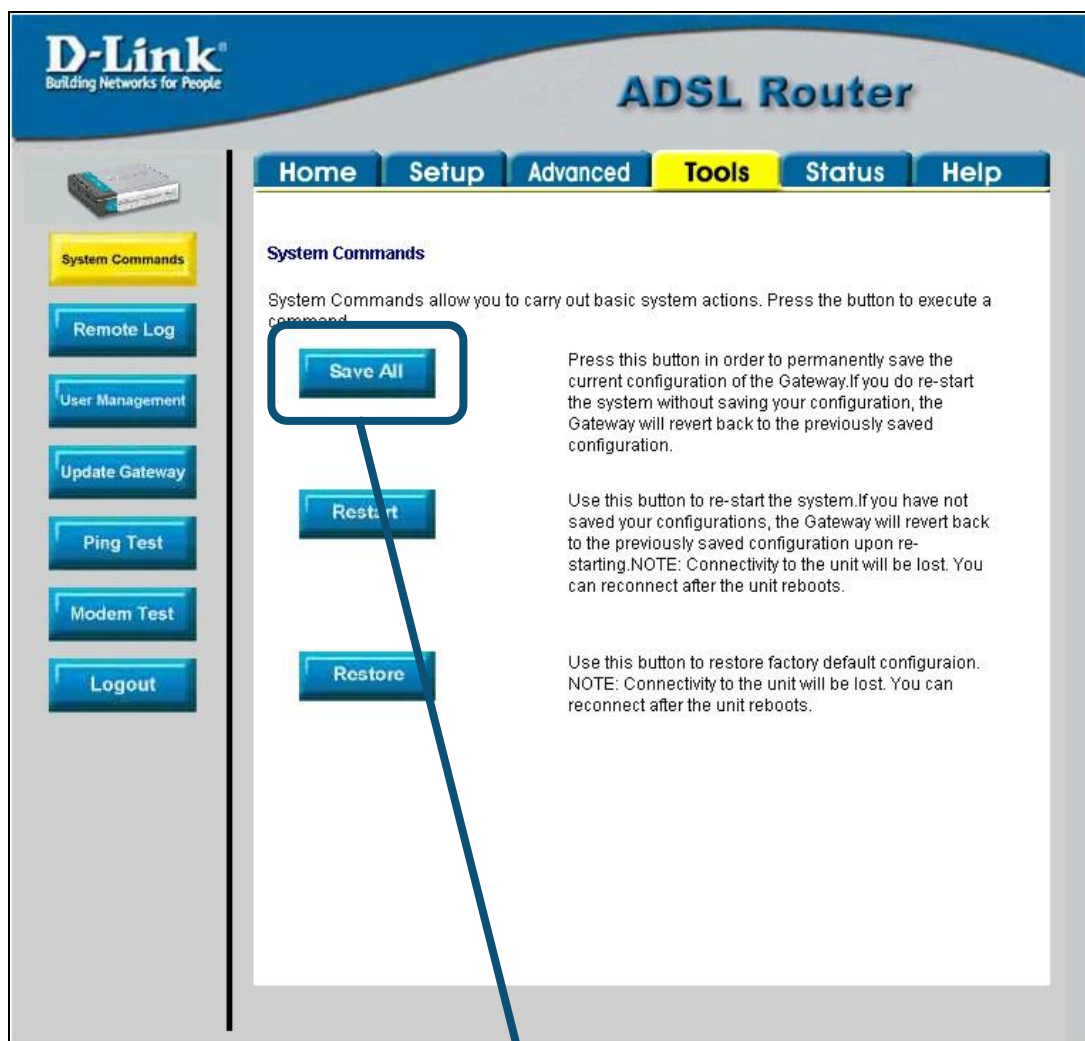 D-Link®
Building Networks for People
ADSL Router
Home Setup Advanced Tools Status Help
System Commands
Remote Log
User Management
Update Gateway
Ping Test
Modem Test
Logout
System Commands
System Commands allow you to carry out basic system actions. Press the button to execute a
command.
Save All
Press this button in order to permanently save the
current configuration of the Gateway.If you do re-start
the system without saving your configuration, the
Gateway will revert back to the previously saved
configuration.
Restart
Use this button to re-start the system.If you have not
saved your configurations, the Gateway will revert back
to the previously saved configuration upon re-
starting.NOTE: Connectivity to the unit will be lost. You
can reconnect after the unit reboots.
Restore
Use this button to restore factory default configuraion.
NOTE: Connectivity to the unit will be lost. You can
reconnect after the unit reboots.